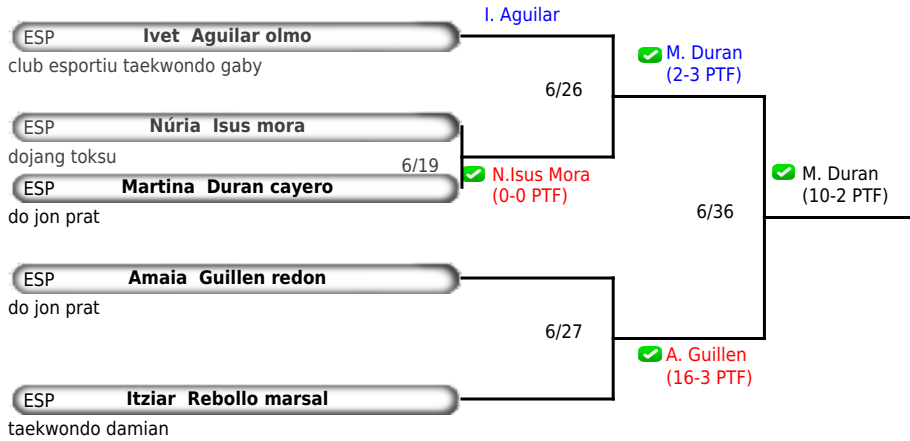 I. Aguilar
ESP Ivet Aguilar olmo
club esportiu taekwondo gaby
M. Duran
(2-3 PTF)
6/26
ESP Núria Isus mora
dojang toksu
6/19
N.Isus Mora
(0-0 PTF)
ESP Martina Duran cayero
do jon prat
M. Duran
(10-2 PTF)
6/36
ESP Amaia Guillen redon
do jon prat
6/27
A. Guillen
(16-3 PTF)
ESP Itziar Rebollo marsal
taekwondo damian